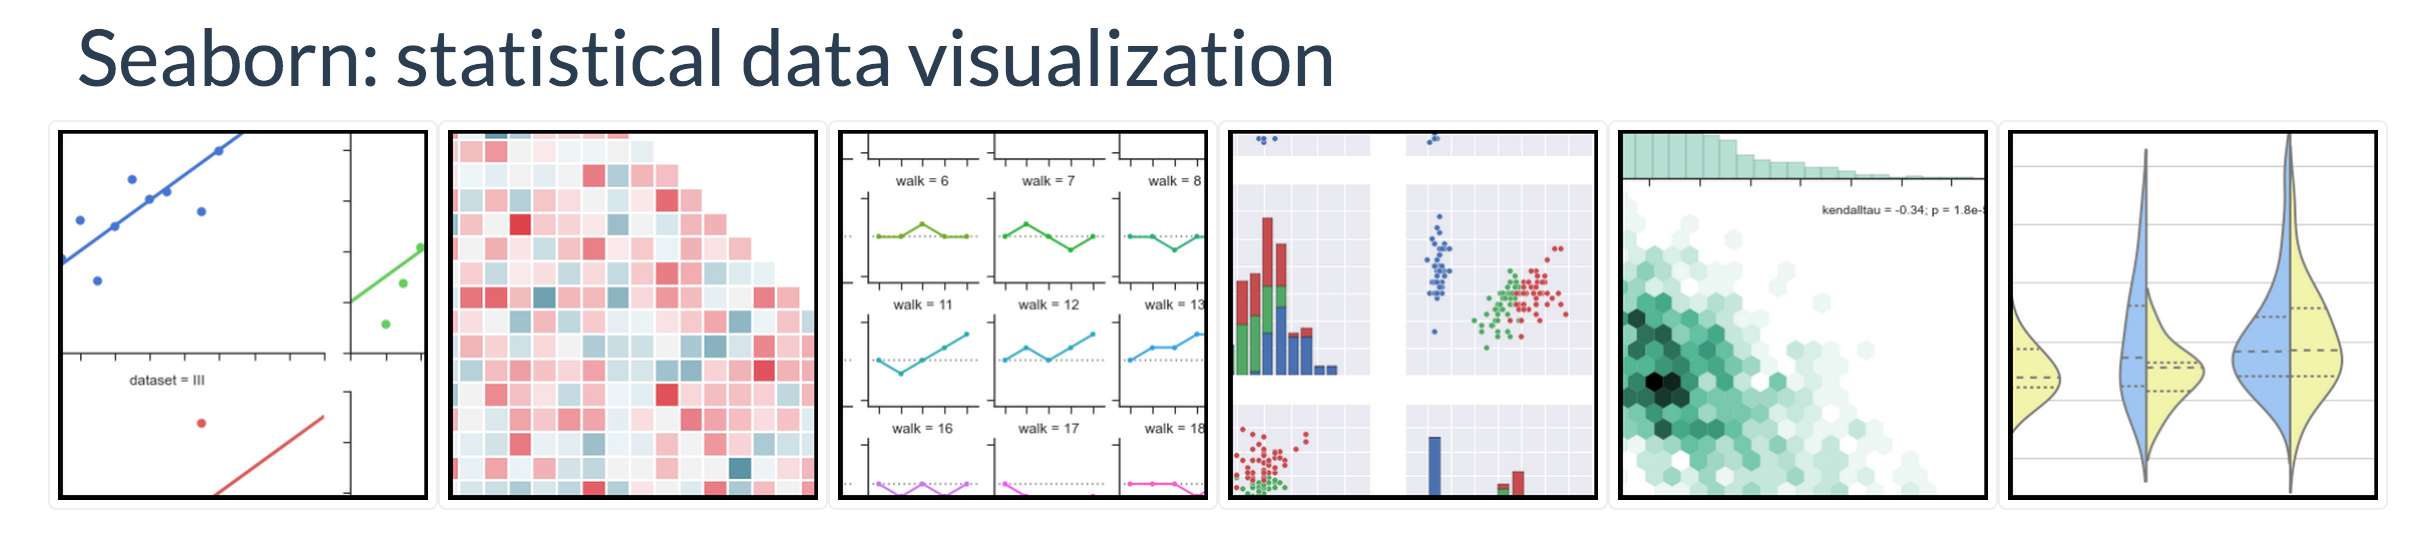 Seaborn: statistical data visualization
dataset = III
walk = 6
walk = 7
walk = 8
walk = 11
walk = 12
walk = 13
walk = 16
walk = 17
walk = 18
kendalltau = -0.34; p = 1.8e-